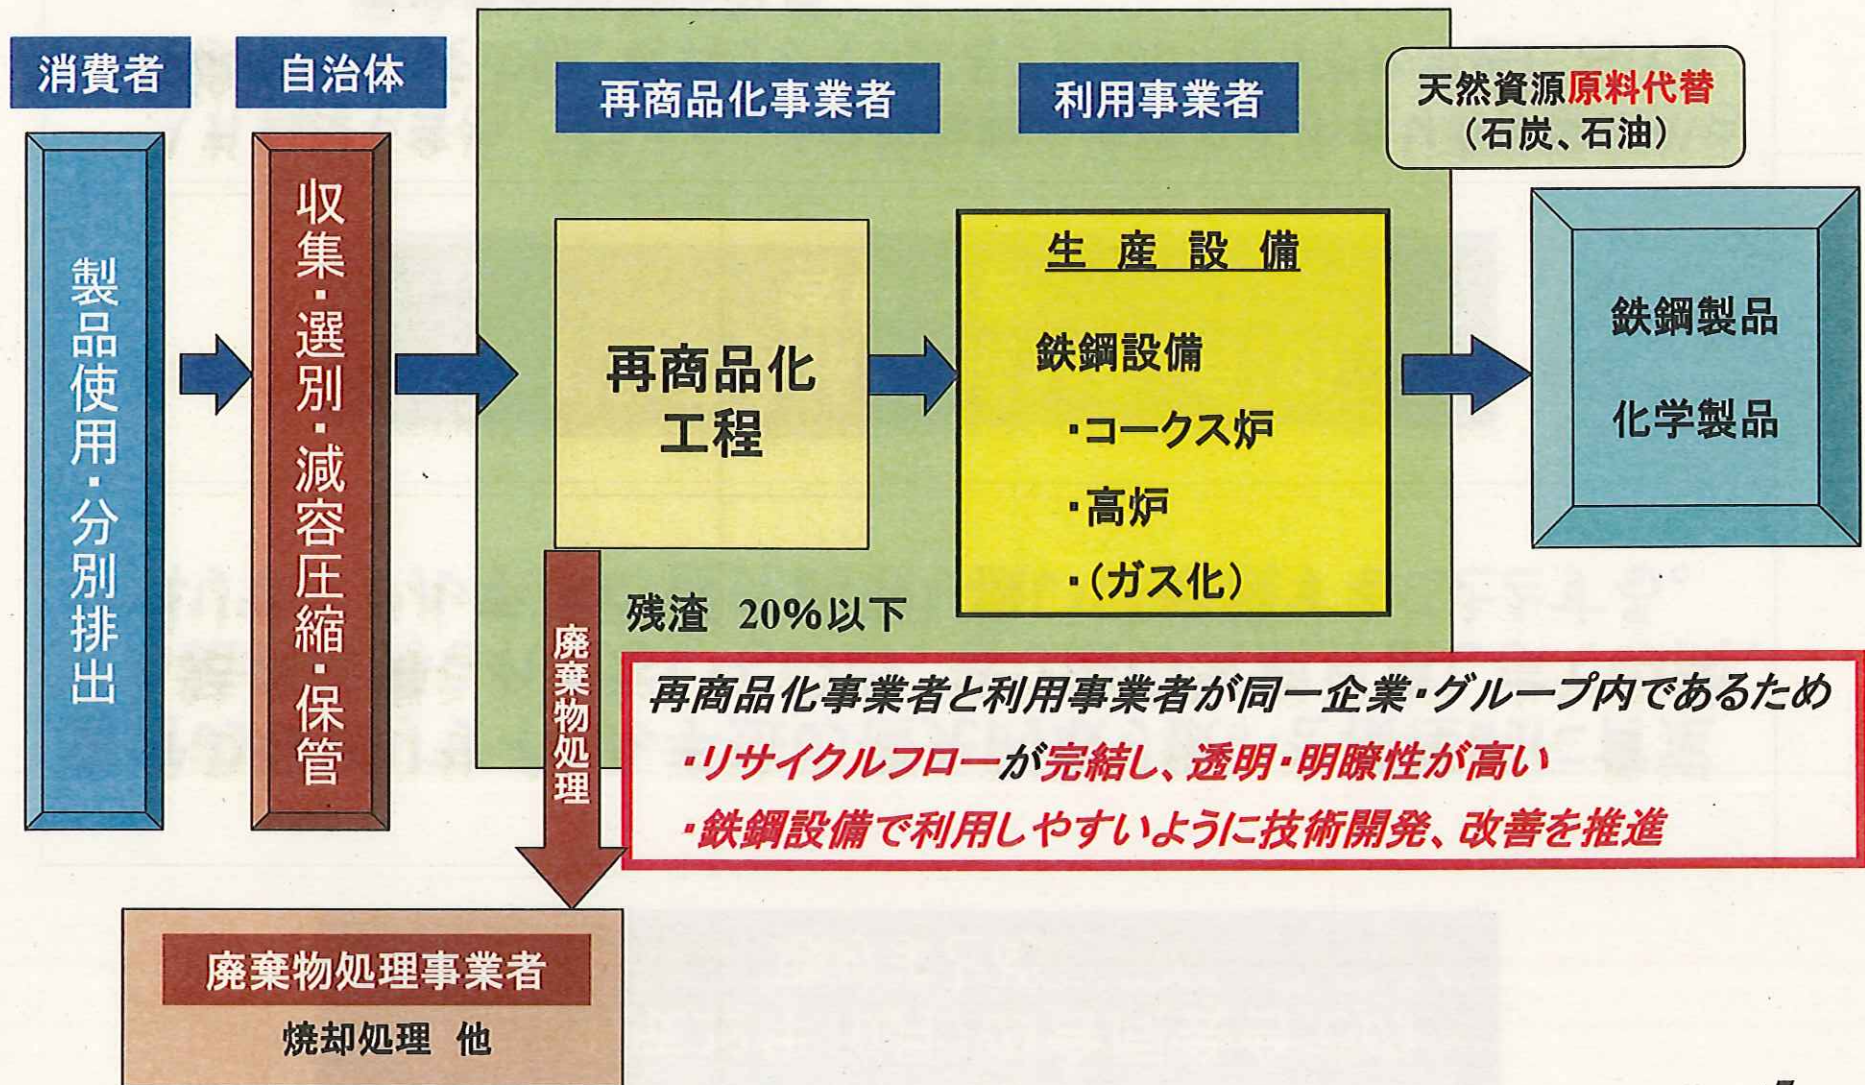 消費者
自治体
再商品化事業者
利用事業者
天然資源原料代替
(石炭、石油)
製品使用・分別排出
収集・選別・減容圧縮・保管
再商品化
工程
生 産 設 備
鉄鋼設備
・コークス炉
・高炉
・(ガス化)
鉄鋼製品
化学製品
残渣 20%以下
廃棄物処理
再商品化事業者と利用事業者が同一企業・グループ内であるため
・リサイクルフローが完結し、透明・明瞭性が高い
・鉄鋼設備で利用しやすいように技術開発、改善を推進
廃棄物処理事業者
焼却処理 他